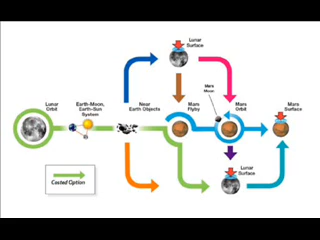 Lunar
Surface
Lunar
Orbit
Earth-Moon,
Earth-Sun
System
Near
Earth Objects
Mars
Flyby
Mars
Moon
Mars
Orbit
Mars
Surface
Lunar
Surface
Costed Option